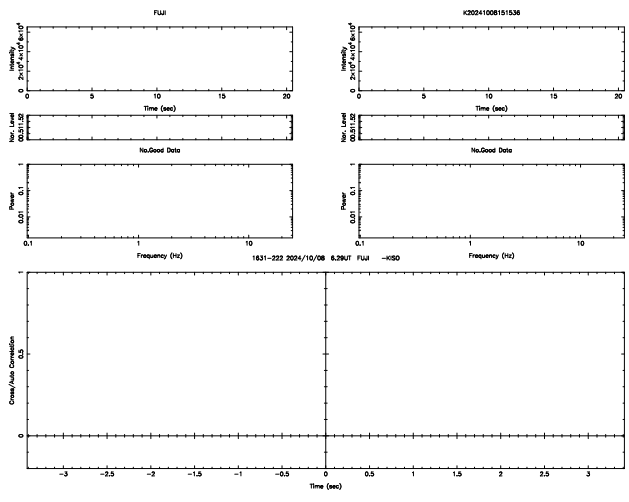 FUJI
K20241008151536
Intensity
0 2×10⁴ 4×10⁴ 6×10⁴
0 5 10 15 20
Time (sec)
Intensity
0 2×10⁴ 4×10⁴ 6×10⁴
0 5 10 15 20
Time (sec)
Nor. Level
00.511.52
No.Good Data
Nor. Level
00.511.52
No.Good Data
Power
1
0.1
0.01
0.1 1 10
Frequency (Hz)
Power
1
0.1
0.01
0.1 1 10
Frequency (Hz)
1631-222 2024/10/08 6.29UT FUJI -KISO
Cross/Auto Correlation
1
0.5
0
-3 -2.5 -2 -1.5 -1 -0.5 0 0.5 1 1.5 2 2.5 3
Time (sec)